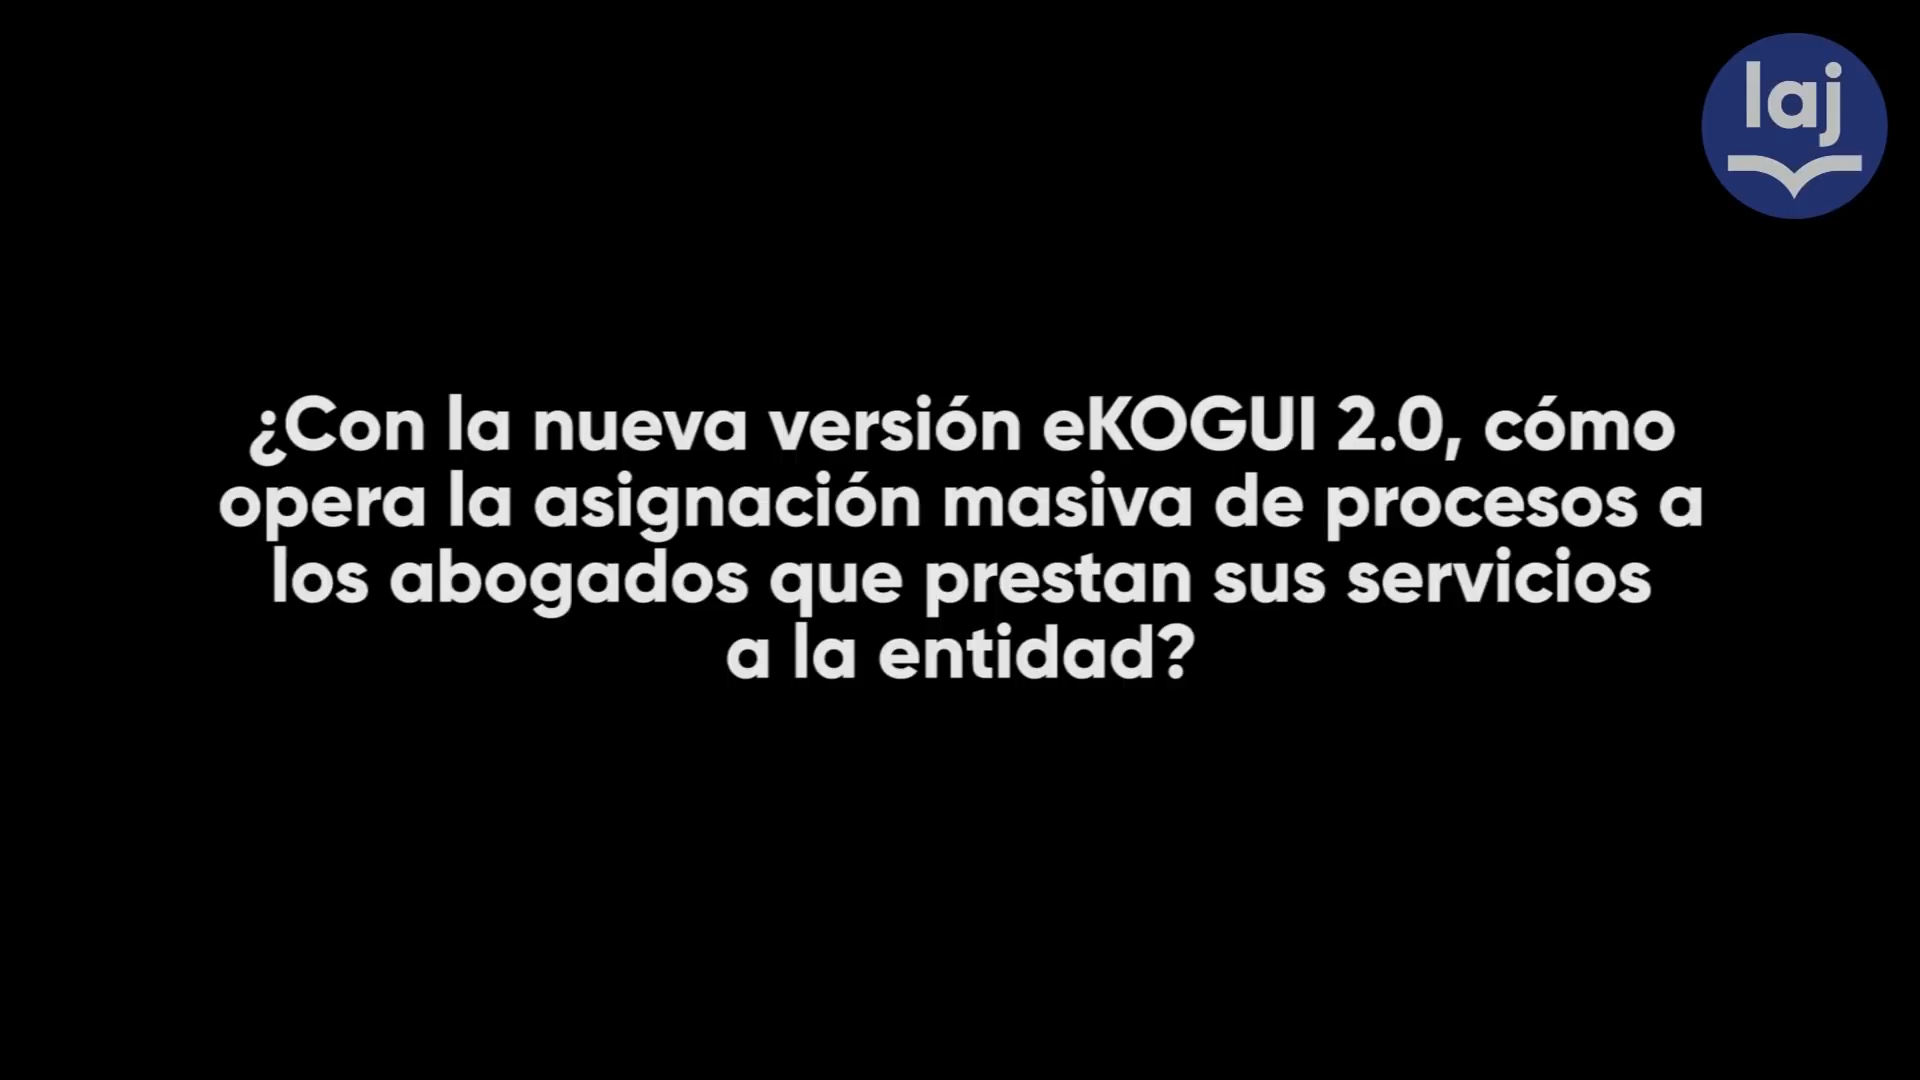 laj
¿Con la nueva versión eKOGUI 2.0, cómo
opera la asignación masiva de procesos a
los abogados que prestan sus servicios
a la entidad?